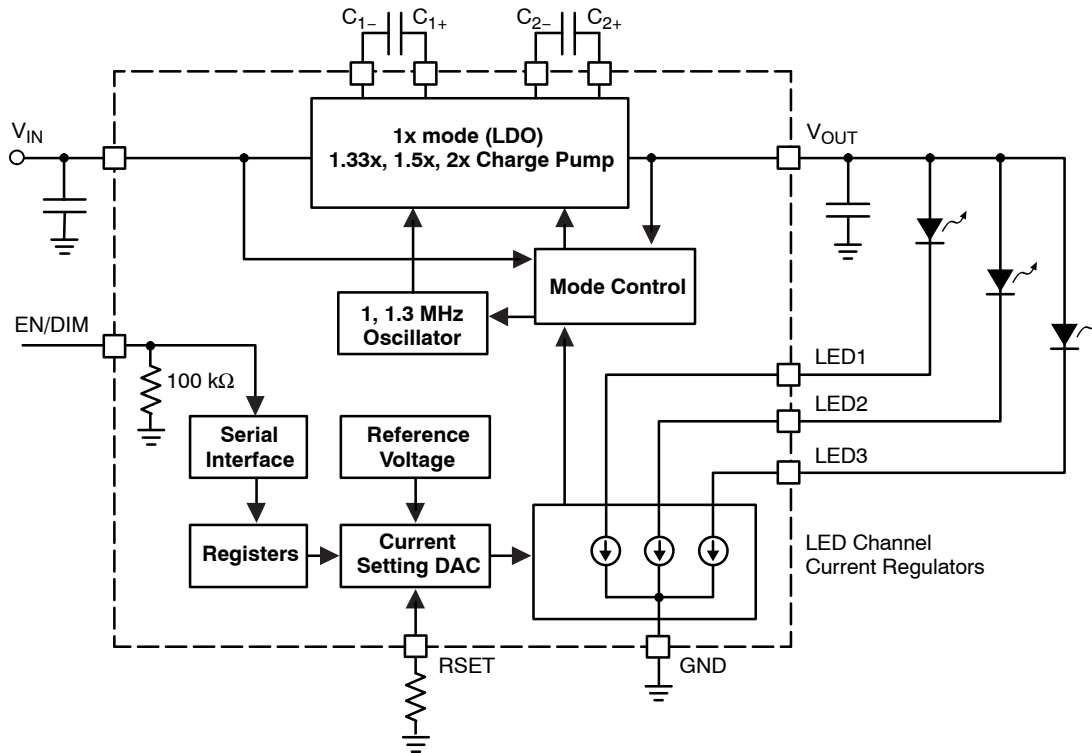 C1− C1+ C2− C2+
VIN
1x mode (LDO)
1.33x, 1.5x, 2x Charge Pump
VOUT
Mode Control
1, 1.3 MHz
Oscillator
EN/DIM
100 kΩ
LED1
LED2
LED3
Serial
Interface
Reference
Voltage
Registers
Current
Setting DAC
LED Channel
Current Regulators
RSET
GND